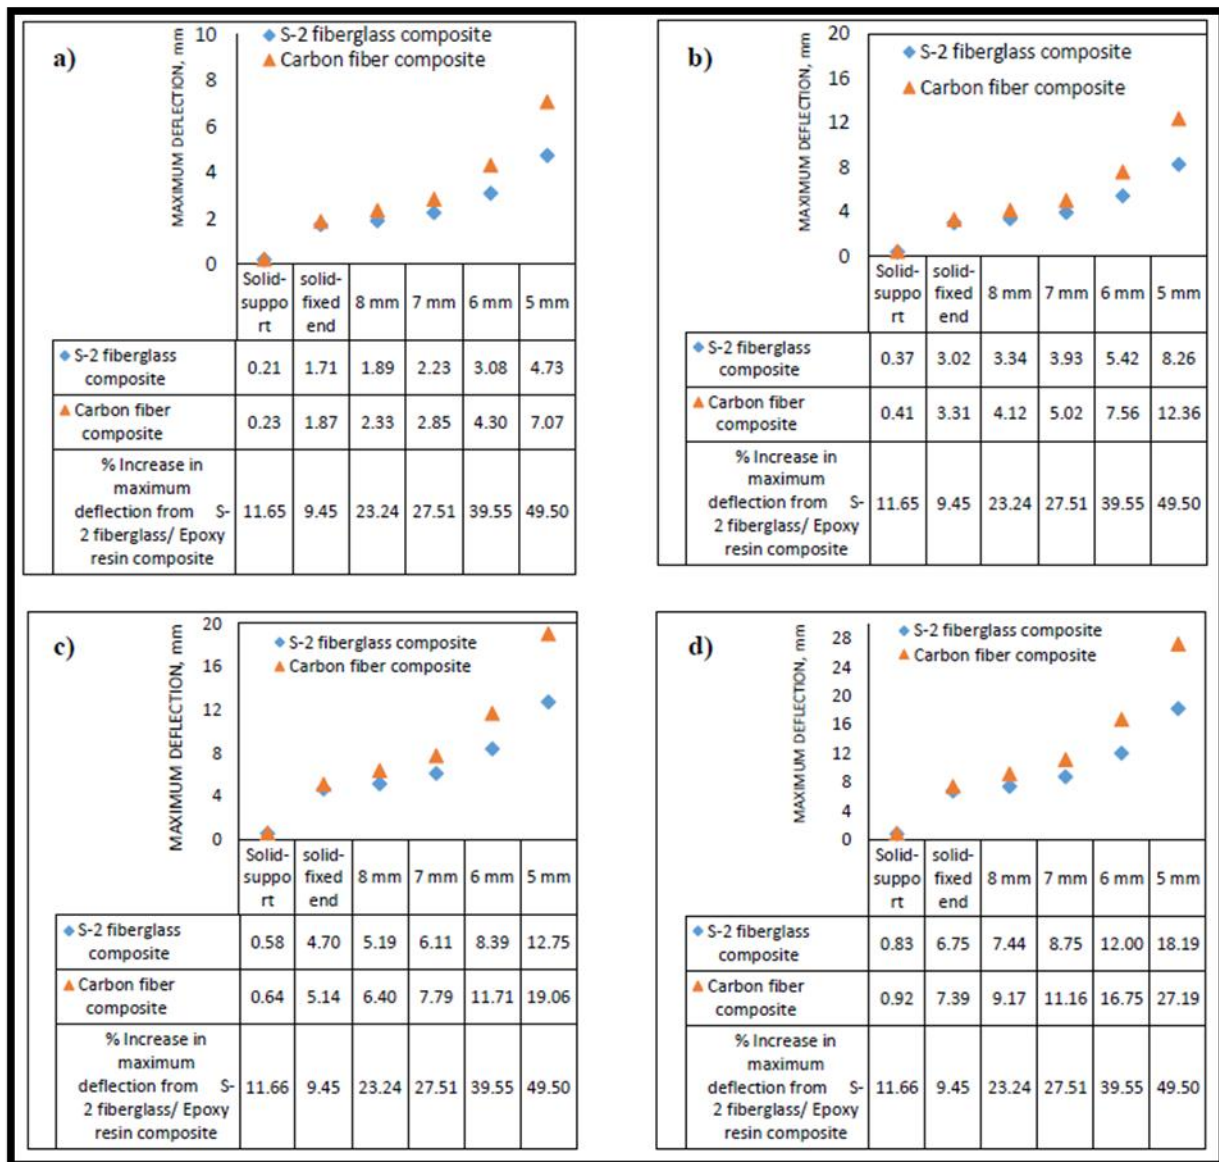 a)
MAXIMUM DEFLECTION, mm
10
8
6
4
2
0
S-2 fiberglass composite
Carbon fiber composite
Solid-
suppo
rt
solid-
fixed
end
8 mm
7 mm
6 mm
5 mm
S-2 fiberglass
composite
0.21 1.71 1.89 2.23 3.08 4.73
Carbon fiber
composite
0.23 1.87 2.33 2.85 4.30 7.07
% Increase in
maximum
deflection from S-
2 fiberglass/ Epoxy
resin composite
11.65 9.45 23.24 27.51 39.55 49.50
b)
MAXIMUM DEFLECTION, mm
20
16
12
8
4
0
S-2 fiberglass composite
Carbon fiber composite
Solid-
suppo
rt
solid-
fixed
end
8 mm
7 mm
6 mm
5 mm
S-2 fiberglass
composite
0.37 3.02 3.34 3.93 5.42 8.26
Carbon fiber
composite
0.41 3.31 4.12 5.02 7.56 12.36
% Increase in
maximum
deflection from S-
2 fiberglass/ Epoxy
resin composite
11.65 9.45 23.24 27.51 39.55 49.50
c)
MAXIMUM DEFLECTION, mm
20
16
12
8
4
0
S-2 fiberglass composite
Carbon fiber composite
Solid-
suppo
rt
solid-
fixed
end
8 mm
7 mm
6 mm
5 mm
S-2 fiberglass
composite
0.58 4.70 5.19 6.11 8.39 12.75
Carbon fiber
composite
0.64 5.14 6.40 7.79 11.71 19.06
% Increase in
maximum
deflection from S-
2 fiberglass/ Epoxy
resin composite
11.66 9.45 23.24 27.51 39.55 49.50
d)
MAXIMUM DEFLECTION, mm
28
24
20
16
12
8
4
0
S-2 fiberglass composite
Carbon fiber composite
Solid-
suppo
rt
solid-
fixed
end
8 mm
7 mm
6 mm
5 mm
S-2 fiberglass
composite
0.83 6.75 7.44 8.75 12.00 18.19
Carbon fiber
composite
0.92 7.39 9.17 11.16 16.75 27.19
% Increase in
maximum
deflection from S-
2 fiberglass/ Epoxy
resin composite
11.66 9.45 23.24 27.51 39.55 49.50